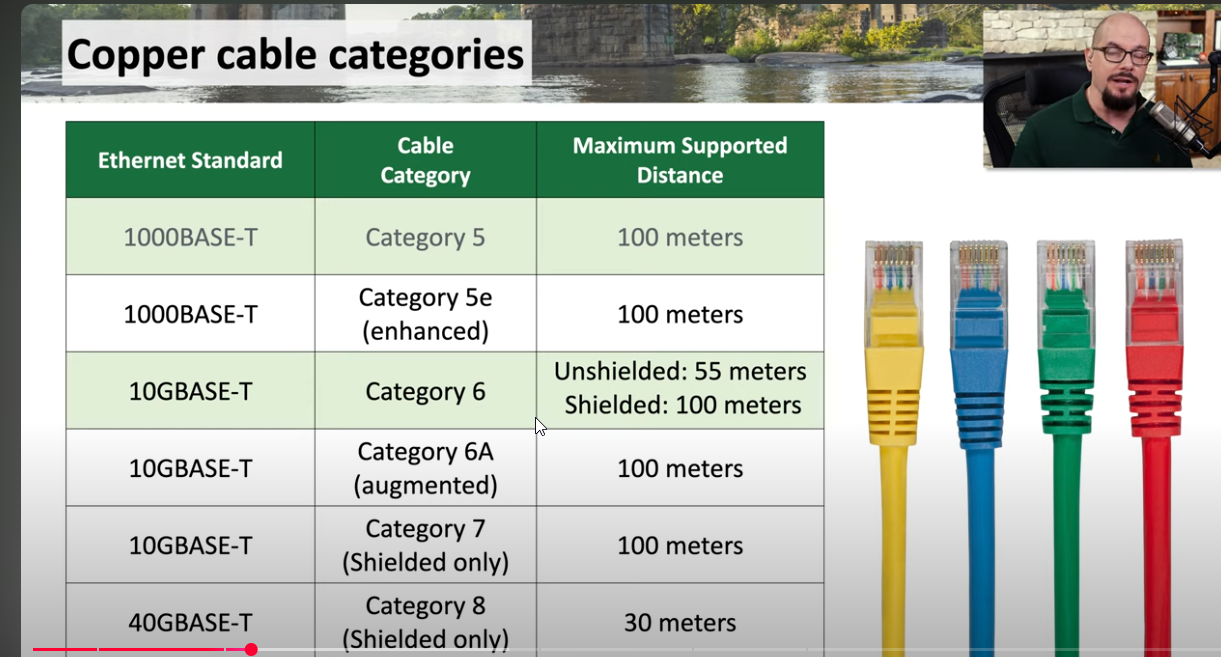 Copper cable categories
Ethernet Standard
Cable
Category
Maximum Supported
Distance
1000BASE-T
Category 5
100 meters
1000BASE-T
Category 5e
(enhanced)
100 meters
10GBASE-T
Category 6
Unshielded: 55 meters
Shielded: 100 meters
10GBASE-T
Category 6A
(augmented)
100 meters
10GBASE-T
Category 7
(Shielded only)
100 meters
40GBASE-T
Category 8
(Shielded only)
30 meters